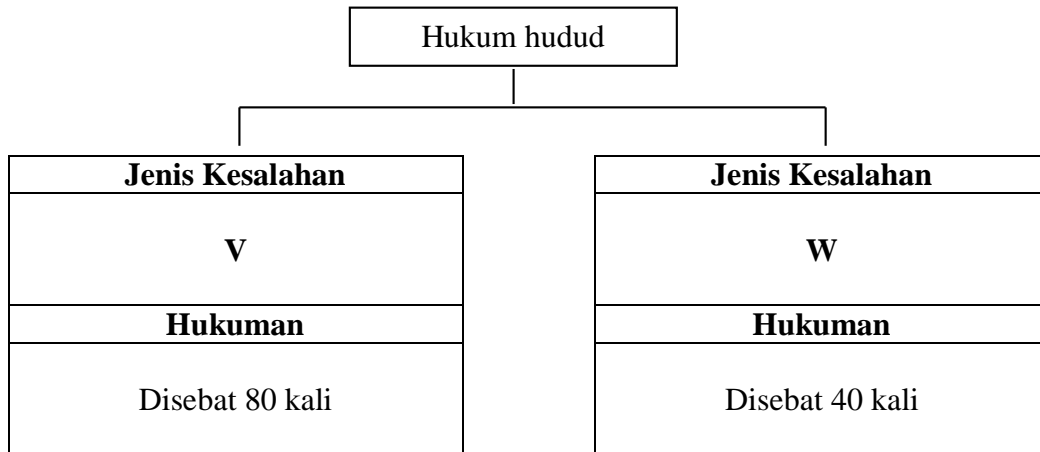 Hukum hudud
Jenis Kesalahan
V
Hukuman
Disebat 80 kali
Jenis Kesalahan
W
Hukuman
Disebat 40 kali